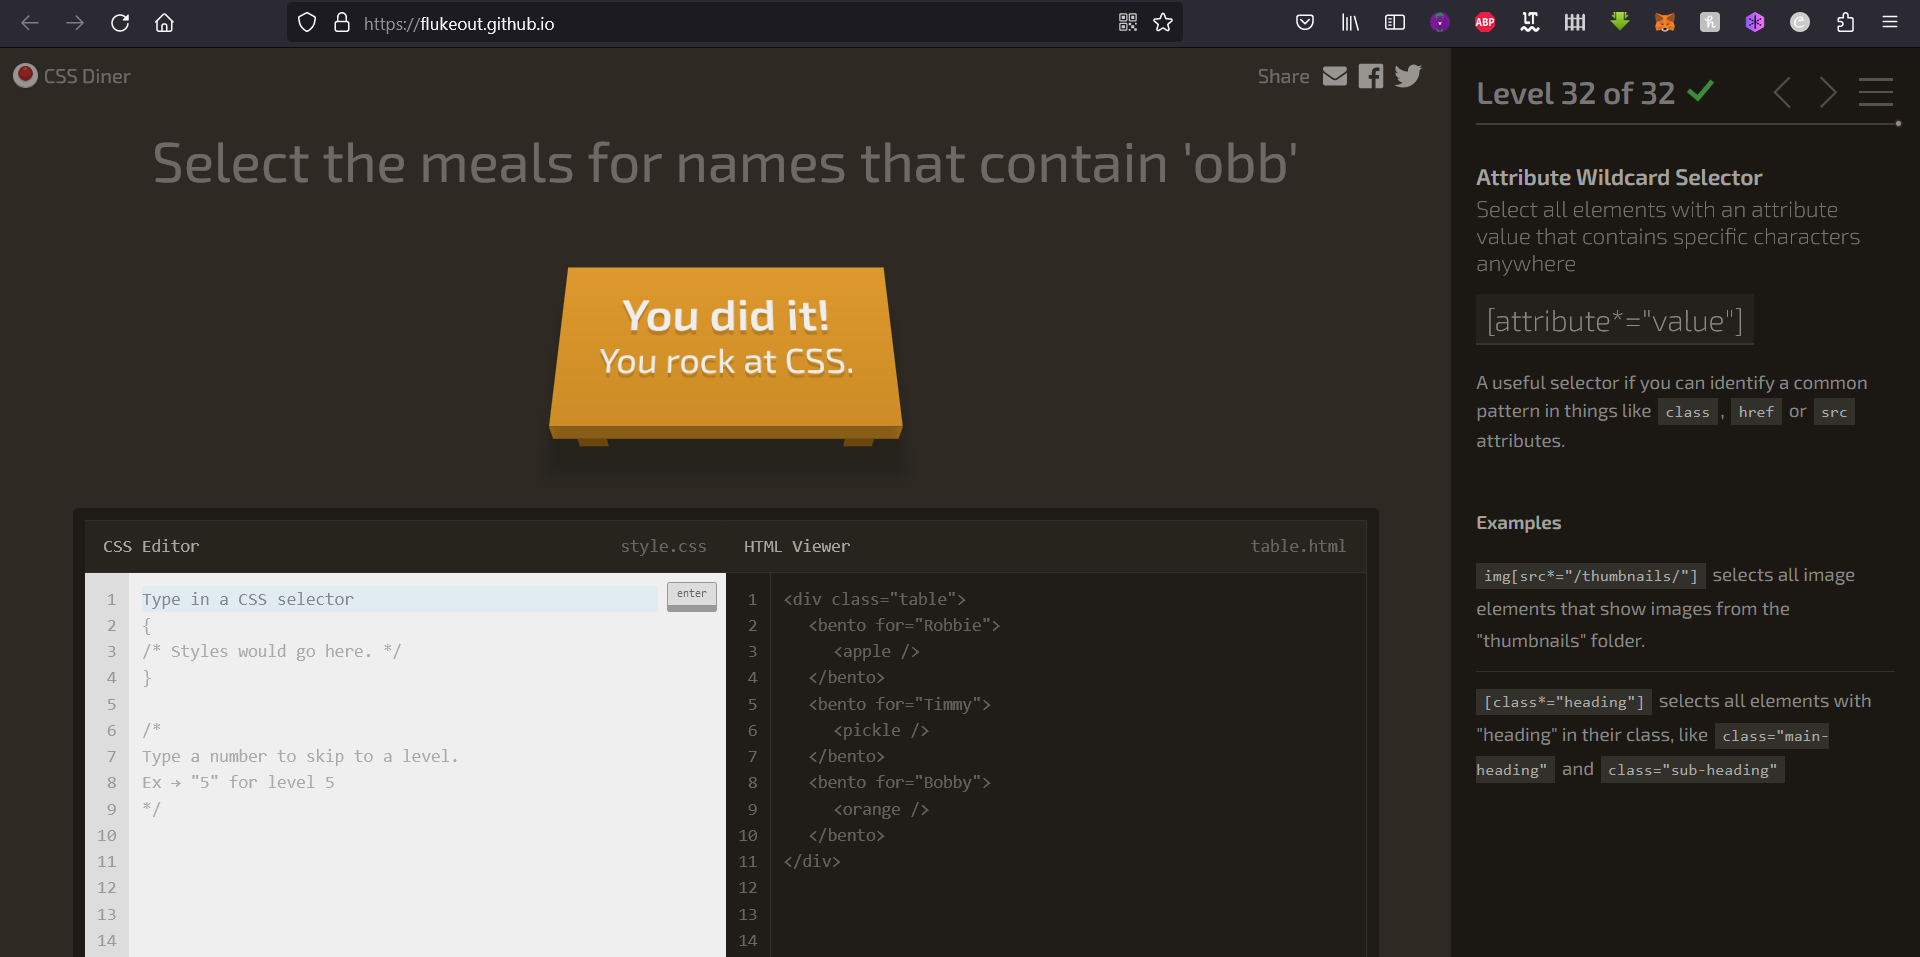 https://flukeout.github.io
ABP
CSS Diner
Share
Select the meals for names that contain 'obb'
You did it!
You rock at CSS.
CSS Editor style.css
1 Type in a CSS selector
enter
2 {
3 /* Styles would go here. */
4 }
5
6 /*
7 Type a number to skip to a level.
8 Ex → "5" for level 5
9 */
10
11
12
13
14
HTML Viewer table.html
1 <div class="table">
2 <bento for="Robbie">
3 <apple />
4 </bento>
5 <bento for="Timmy">
6 <pickle />
7 </bento>
8 <bento for="Bobby">
9 <orange />
10 </bento>
11 </div>
12
13
14
Level 32 of 32
Attribute Wildcard Selector
Select all elements with an attribute
value that contains specific characters
anywhere
[attribute*="value"]
A useful selector if you can identify a common
pattern in things like class , href or src
attributes.
Examples
img[src*="/thumbnails/"] selects all image
elements that show images from the
"thumbnails" folder.
[class*="heading"] selects all elements with
"heading" in their class, like class="main-
heading" and class="sub-heading"